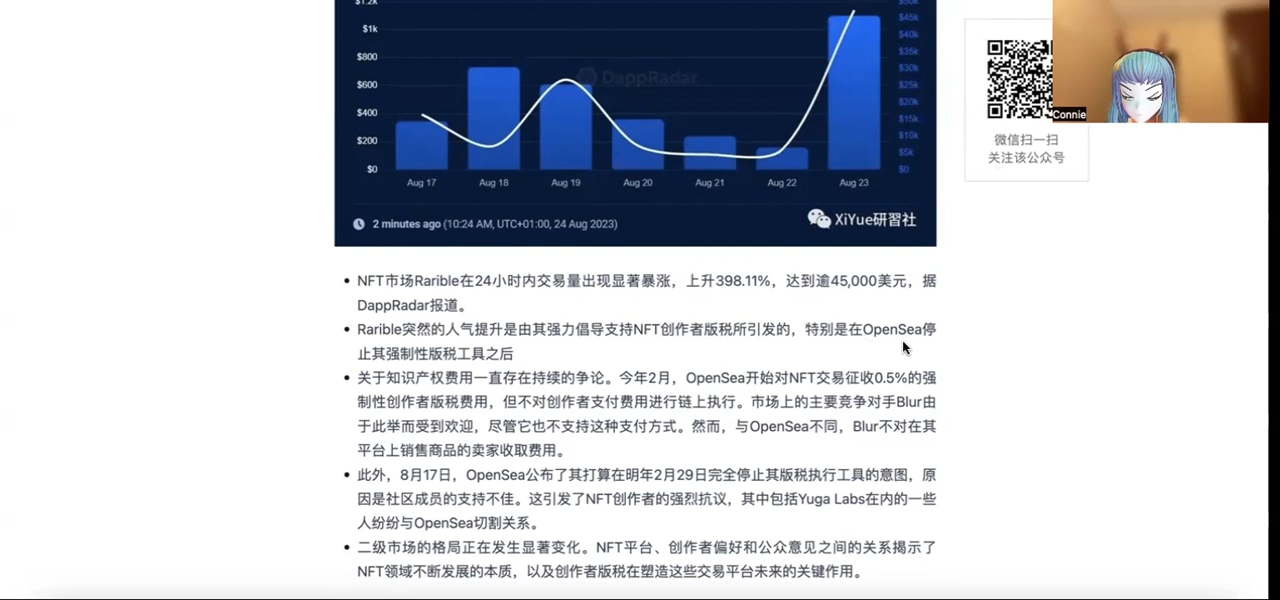 $1.2k
$50k
$1k
$45k
$40k
$800
$35k
$30k
$600
$25k
$20k
$400
$15k
$200
$10k
$5k
$0
$0
DappRadar
Aug 17
Aug 18
Aug 19
Aug 20
Aug 21
Aug 22
Aug 23
2 minutes ago (10:24 AM, UTC+01:00, 24 Aug 2023)
XiYue研習社
Connie
微信扫一扫
关注该公众号
NFT市场Rarible在24小时内交易量出现显著暴涨，上升398.11%，达到逾45,000美元，据
DappRadar报道。
Rarible突然的人气提升是由其强力倡导支持NFT创作者版税所引发的，特别是在OpenSea停
止其强制性版税工具之后
关于知识产权费用一直存在持续的争论。今年2月，OpenSea开始对NFT交易征收0.5%的强
制性创作者版税费用，但不对创作者支付费用进行链上执行。市场上的主要竞争对手Blur由
于此举而受到欢迎，尽管它也不支持这种支付方式。然而，与OpenSea不同，Blur不对在其
平台上销售商品的卖家收取费用。
此外，8月17日，OpenSea公布了其打算在明年2月29日完全停止其版税执行工具的意图，原
因是社区成员的支持不佳。这引发了NFT创作者的强烈抗议，其中包括Yuga Labs在内的一些
人纷纷与OpenSea切割关系。
二级市场的格局正在发生显著变化。NFT平台、创作者偏好和公众意见之间的关系揭示了
NFT领域不断发展的本质，以及创作者版税在塑造这些交易平台未来的关键作用。